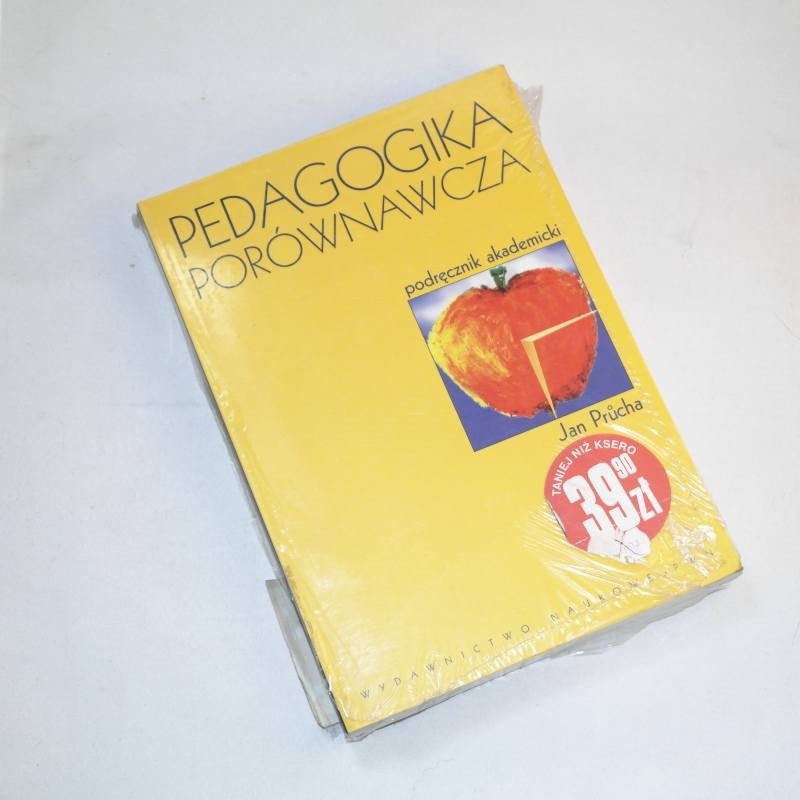 PEDAGOGIKA
PORÓWNAWCZA
podręcznik akademicki
Jan Průcha
TANIEJ NIŻ KSERO
39 90 zł
WYDAWNICTWO NAUKOWE PWN